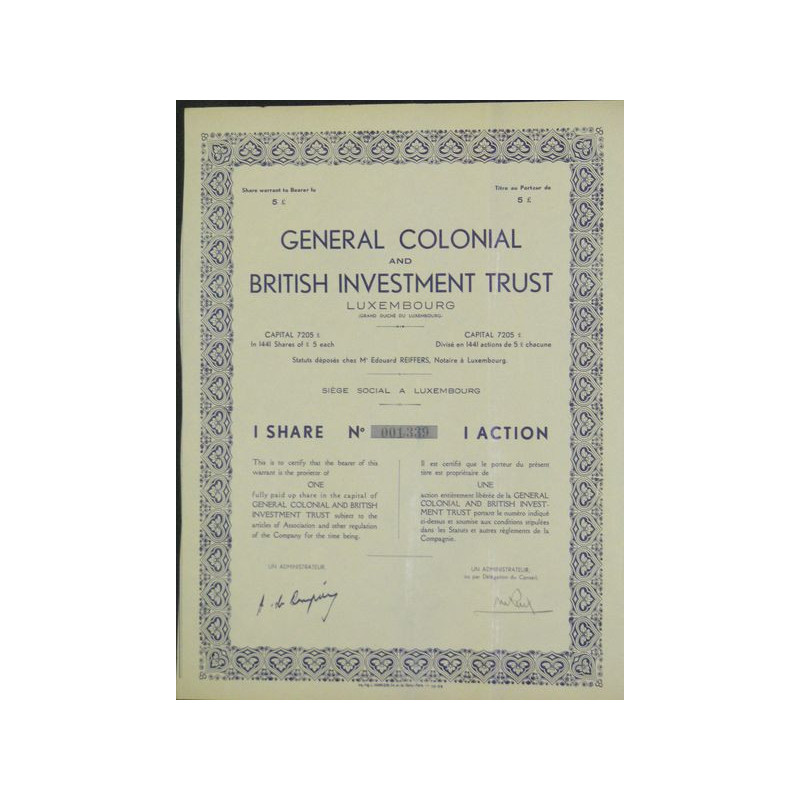 Share warrant to Bearer to
5 £
Titre au Porteur de
5 £
GENERAL COLONIAL
AND
BRITISH INVESTMENT TRUST
LUXEMBOURG
(GRAND DUCHÉ DU LUXEMBOURG)
CAPITAL 7205 £
In 1441 Shares of £ 5 each
CAPITAL 7205 £
Divisé en 1441 actions de 5 £ chacune
Statuts déposés chez Me Edouard REIFFERS, Notaire à Luxembourg.
SIÈGE SOCIAL A LUXEMBOURG
1 SHARE No 001339 1 ACTION
This is to certify that the bearer of this
warrant is the proprietor of
ONE
fully paid up share in the capital of
GENERAL COLONIAL AND BRITISH
INVESTMENT TRUST subject to the
articles of Association and other regulation
of the Company for the time being.
Il est certifié que le porteur du présent
titre est propriétaire de
UNE
action entièrement libérée de la GENERAL
COLONIAL AND BRITISH INVEST-
MENT TRUST portant le numéro indiqué
ci-dessus et soumise aux conditions stipulées
dans les Statuts et autres règlements de la
Compagnie.
UN ADMINISTRATEUR
UN ADMINISTRATEUR
ou par Délégation du Conseil